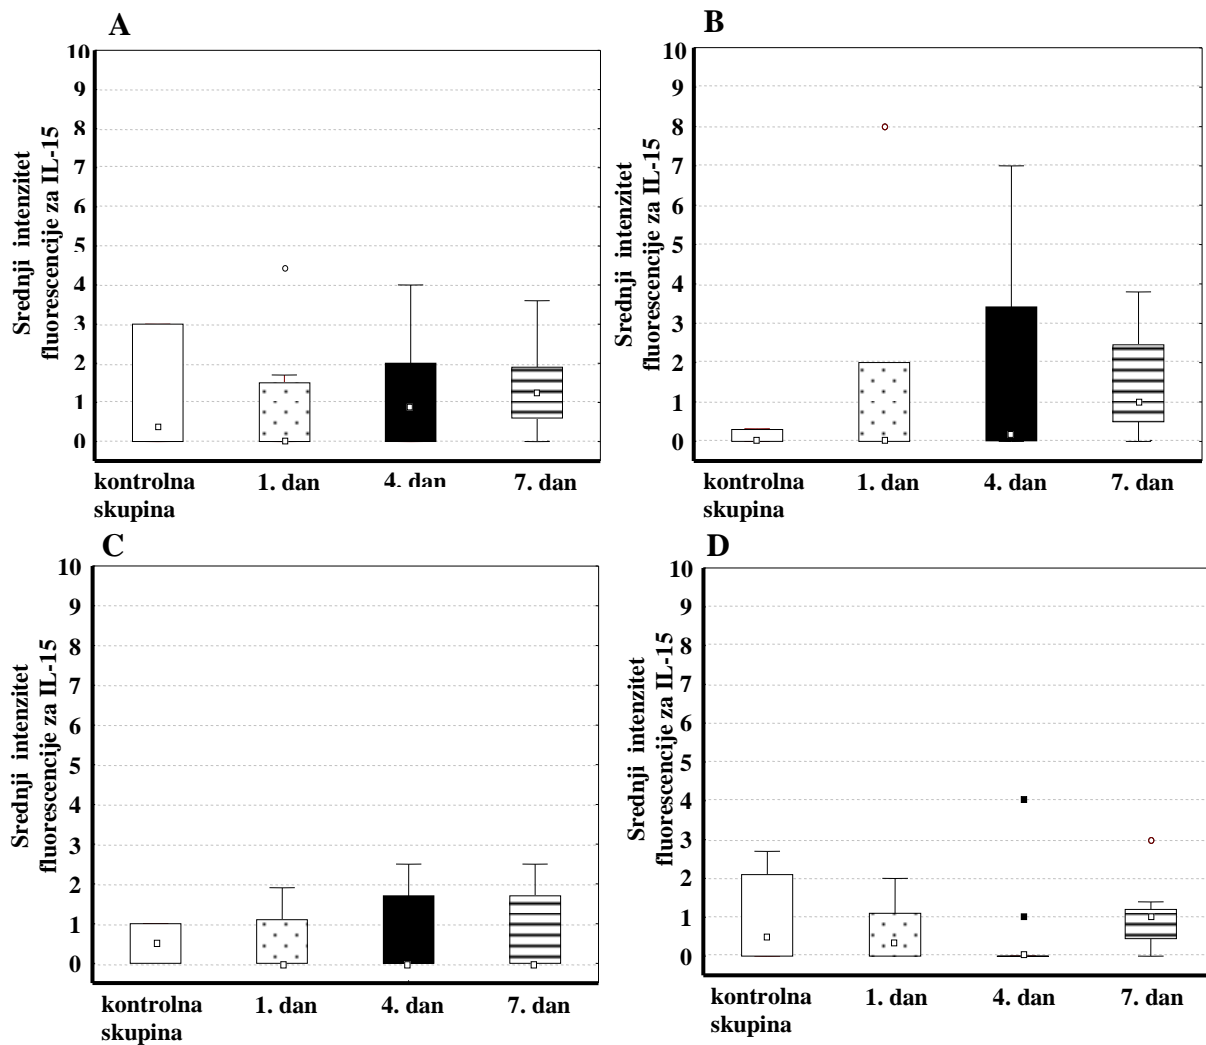 A
Srednji intenzitet
fluorescencije za IL-15
10
9
8
7
6
5
4
3
2
1
0
kontrolna
skupina
1. dan
4. dan
7. dan
B
Srednji intenzitet
fluorescencije za IL-15
10
9
8
7
6
5
4
3
2
1
0
kontrolna
skupina
1. dan
4. dan
7. dan
C
Srednji intenzitet
fluorescencije za IL-15
10
9
8
7
6
5
4
3
2
1
0
kontrolna
skupina
1. dan
4. dan
7. dan
D
Srednji intenzitet
fluorescencije za IL-15
10
9
8
7
6
5
4
3
2
1
0
kontrolna
skupina
1. dan
4. dan
7. dan